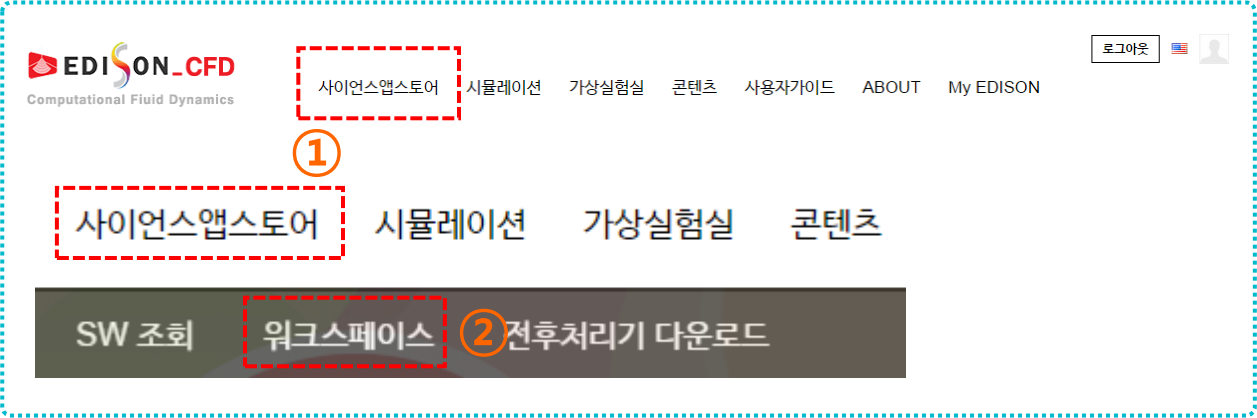 로그아웃
EDISON_CFD
Computational Fluid Dynamics
사이언스앱스토어 시뮬레이션 가상실험실 콘텐츠 사용자가이드 ABOUT My EDISON
①
사이언스앱스토어 시뮬레이션 가상실험실 콘텐츠
SW 조회 워크스페이스 ② 전후처리기 다운로드